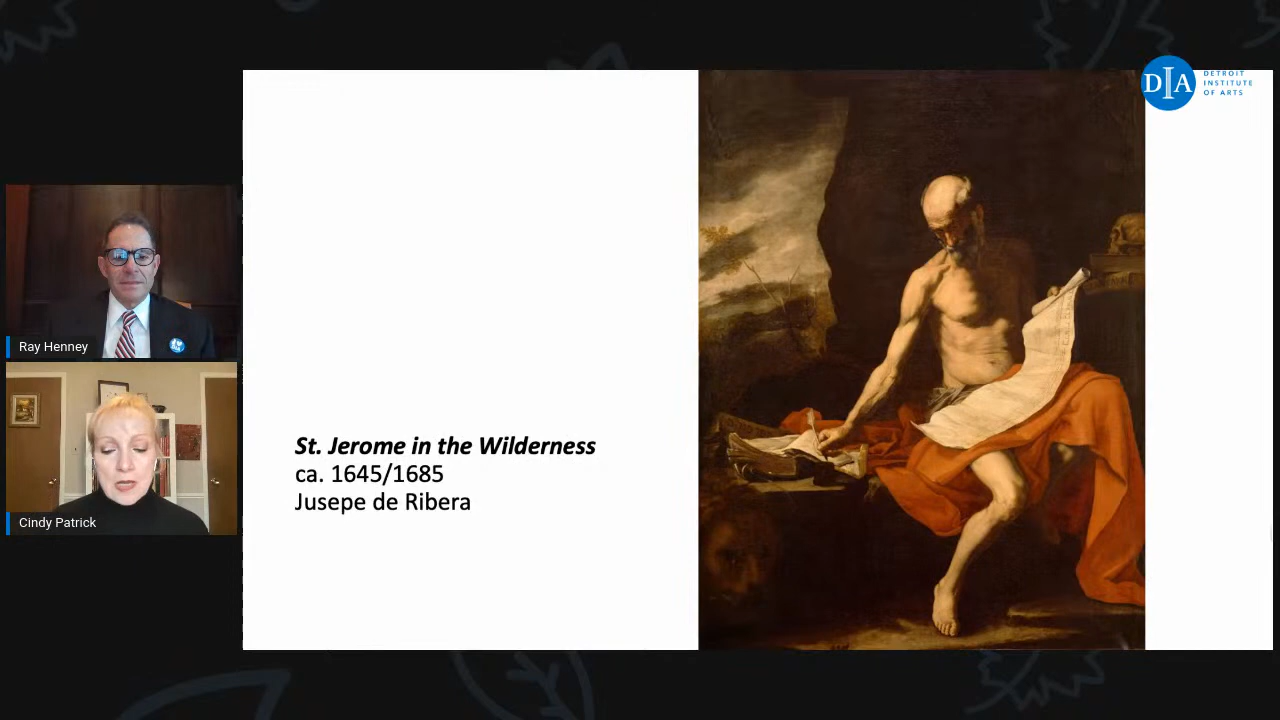 DIA
DETROIT
INSTITUTE
OF ARTS
Ray Henney
St. Jerome in the Wilderness
ca. 1645/1685
Jusepe de Ribera
Cindy Patrick